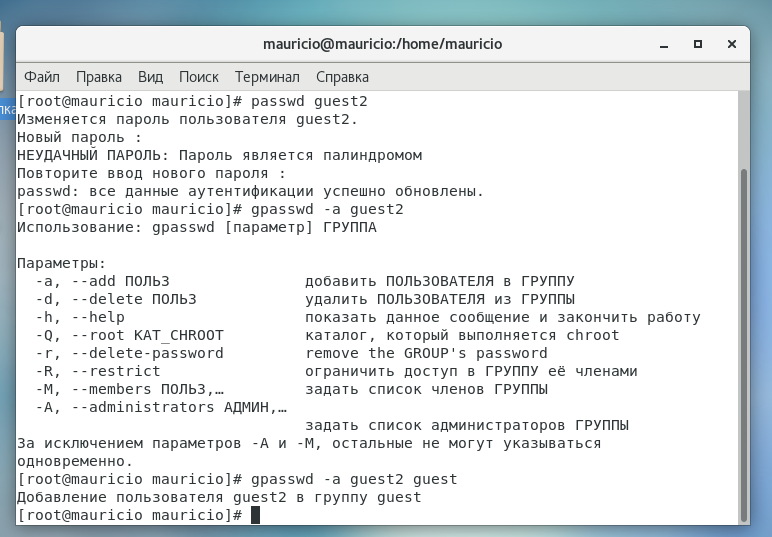 mauricio@mauricio:/home/mauricio
Файл Правка Вид Поиск Терминал Справка
[root@mauricio mauricio]# passwd guest2
Изменяется пароль пользователя guest2.
Новый пароль :
НЕУДАЧНЫЙ ПАРОЛЬ: Пароль является палиндромом
Повторите ввод нового пароля :
passwd: все данные аутентификации успешно обновлены.
[root@mauricio mauricio]# gpasswd -a guest2
Использование: gpasswd [параметр] ГРУППА
Параметры:
-a, --add ПОЛЬЗ добавить ПОЛЬЗОВАТЕЛЯ в ГРУППУ
-d, --delete ПОЛЬЗ удалить ПОЛЬЗОВАТЕЛЯ из ГРУППЫ
-h, --help показать данное сообщение и закончить работу
-Q, --root КАТ_CHROOT каталог, который выполняется chroot
-r, --delete-password remove the GROUP's password
-R, --restrict ограничить доступ в ГРУППУ её членами
-M, --members ПОЛЬЗ,… задать список членов ГРУППЫ
-A, --administrators АДМИН,…
задать список администраторов ГРУППЫ
За исключением параметров -A и -M, остальные не могут указываться
одновременно.
[root@mauricio mauricio]# gpasswd -a guest2 guest
Добавление пользователя guest2 в группу guest
[root@mauricio mauricio]#